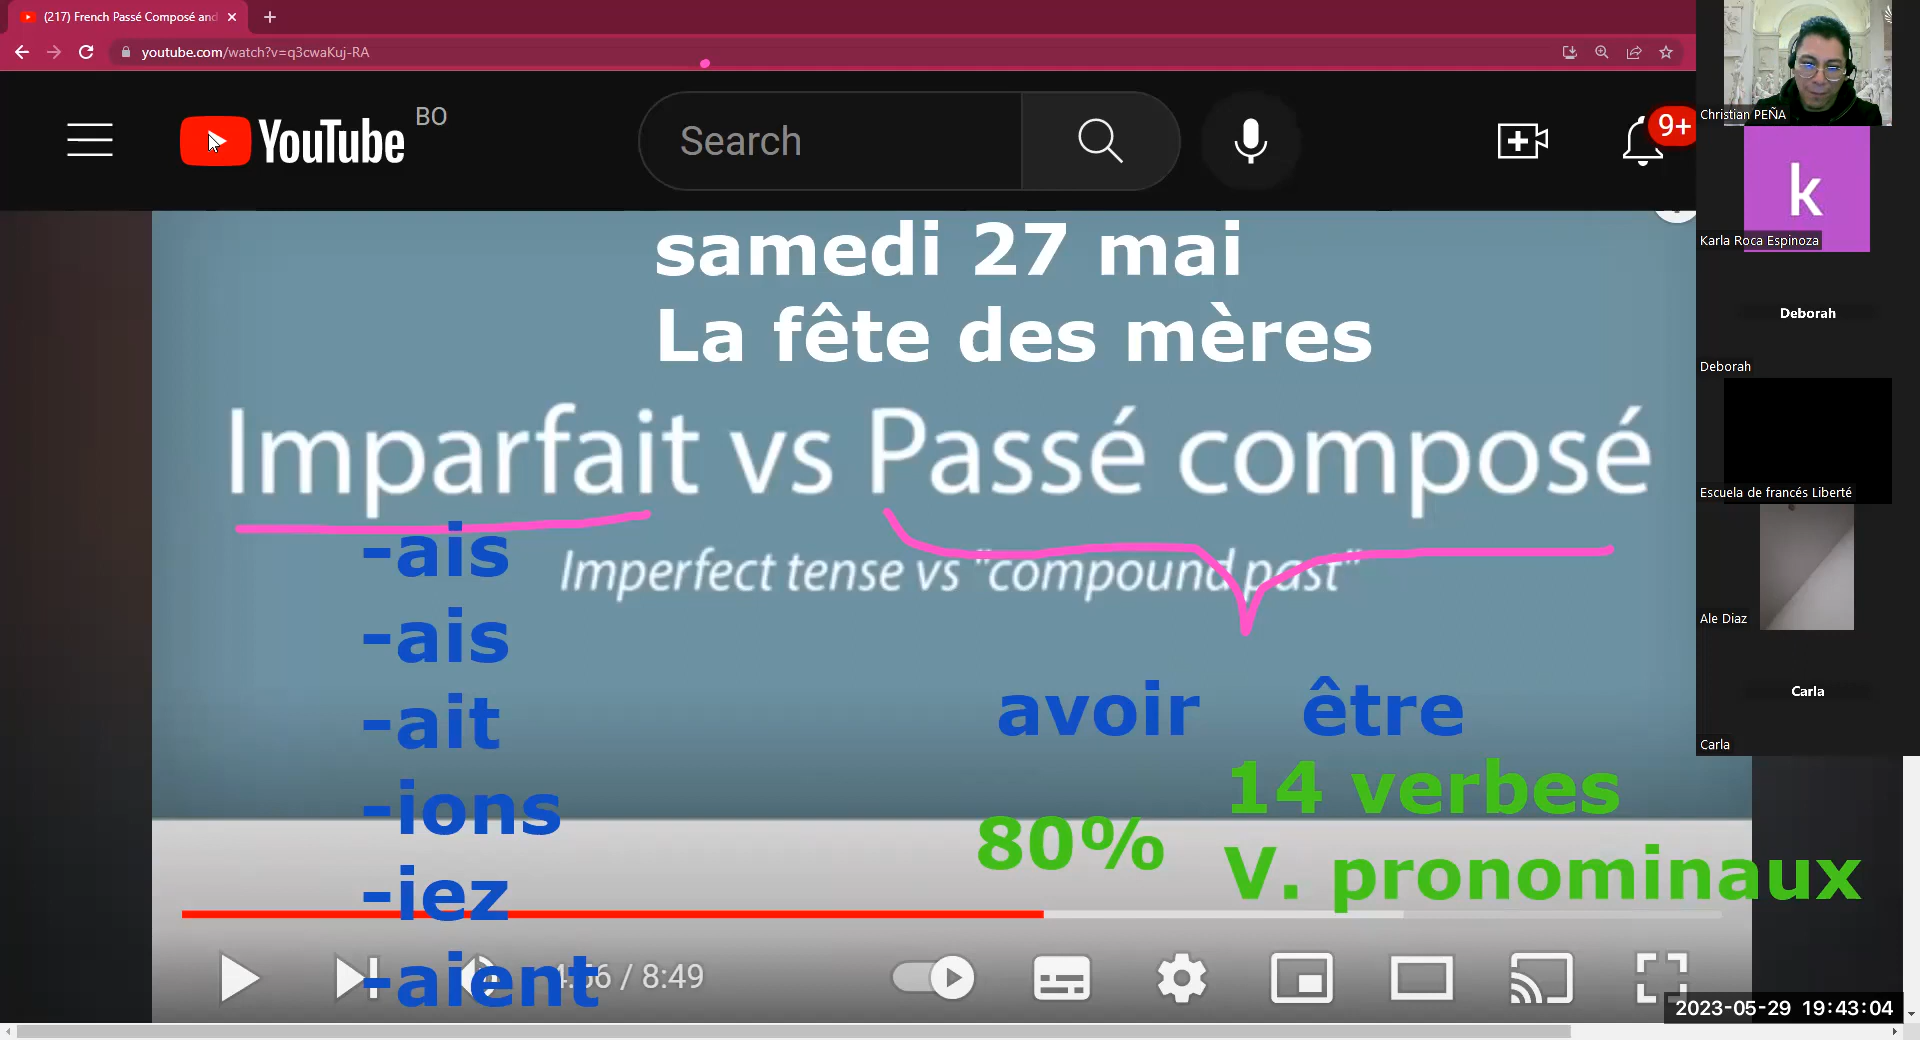 (217) French Passé Composé and
youtube.com/watch?v=q3cwaKuj-RA
YouTube BO
Search
9+
samedi 27 mai
La fête des mères
Imparfait vs Passé composé
Imperfect tense vs "compound past"
-ais
-ais
-ait
-ions
-iez
-aient
avoir être
80%
14 verbes
V. pronominaux
/ 8:49
Christian PEÑA
k
Karla Roca Espinoza
Deborah
Deborah
Escuela de francés Liberté
Ale Diaz
Carla
Carla
2023-05-29 19:43:04